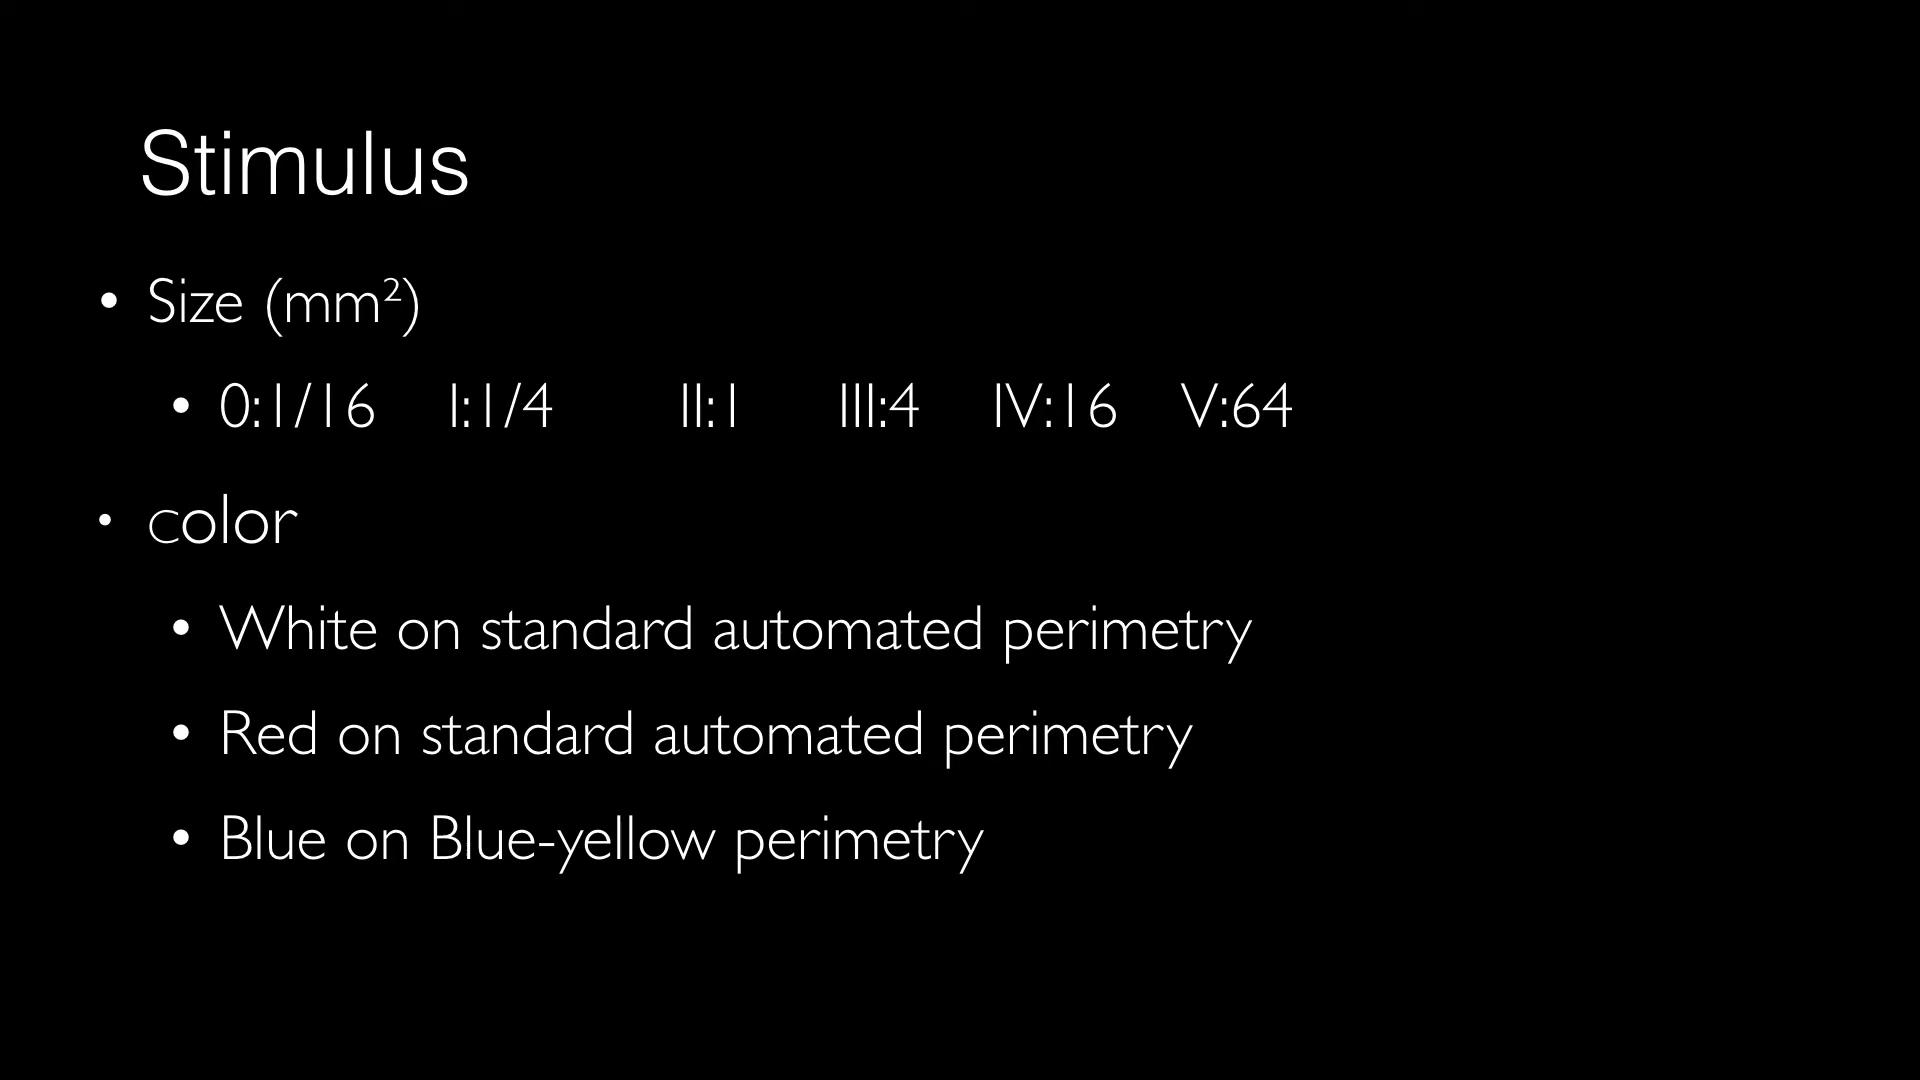 Stimulus
• Size (mm²)
• 0:1/16 I:1/4 II:1 III:4 IV:16 V:64
• color
• White on standard automated perimetry
• Red on standard automated perimetry
• Blue on Blue-yellow perimetry